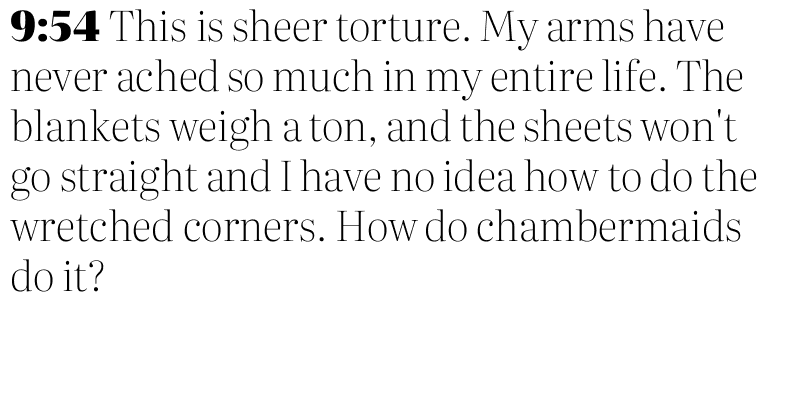 9:54 This is sheer torture. My arms have
never ached so much in my entire life. The
blankets weigh a ton, and the sheets won't
go straight and I have no idea how to do the
wretched corners. How do chambermaids
do it?